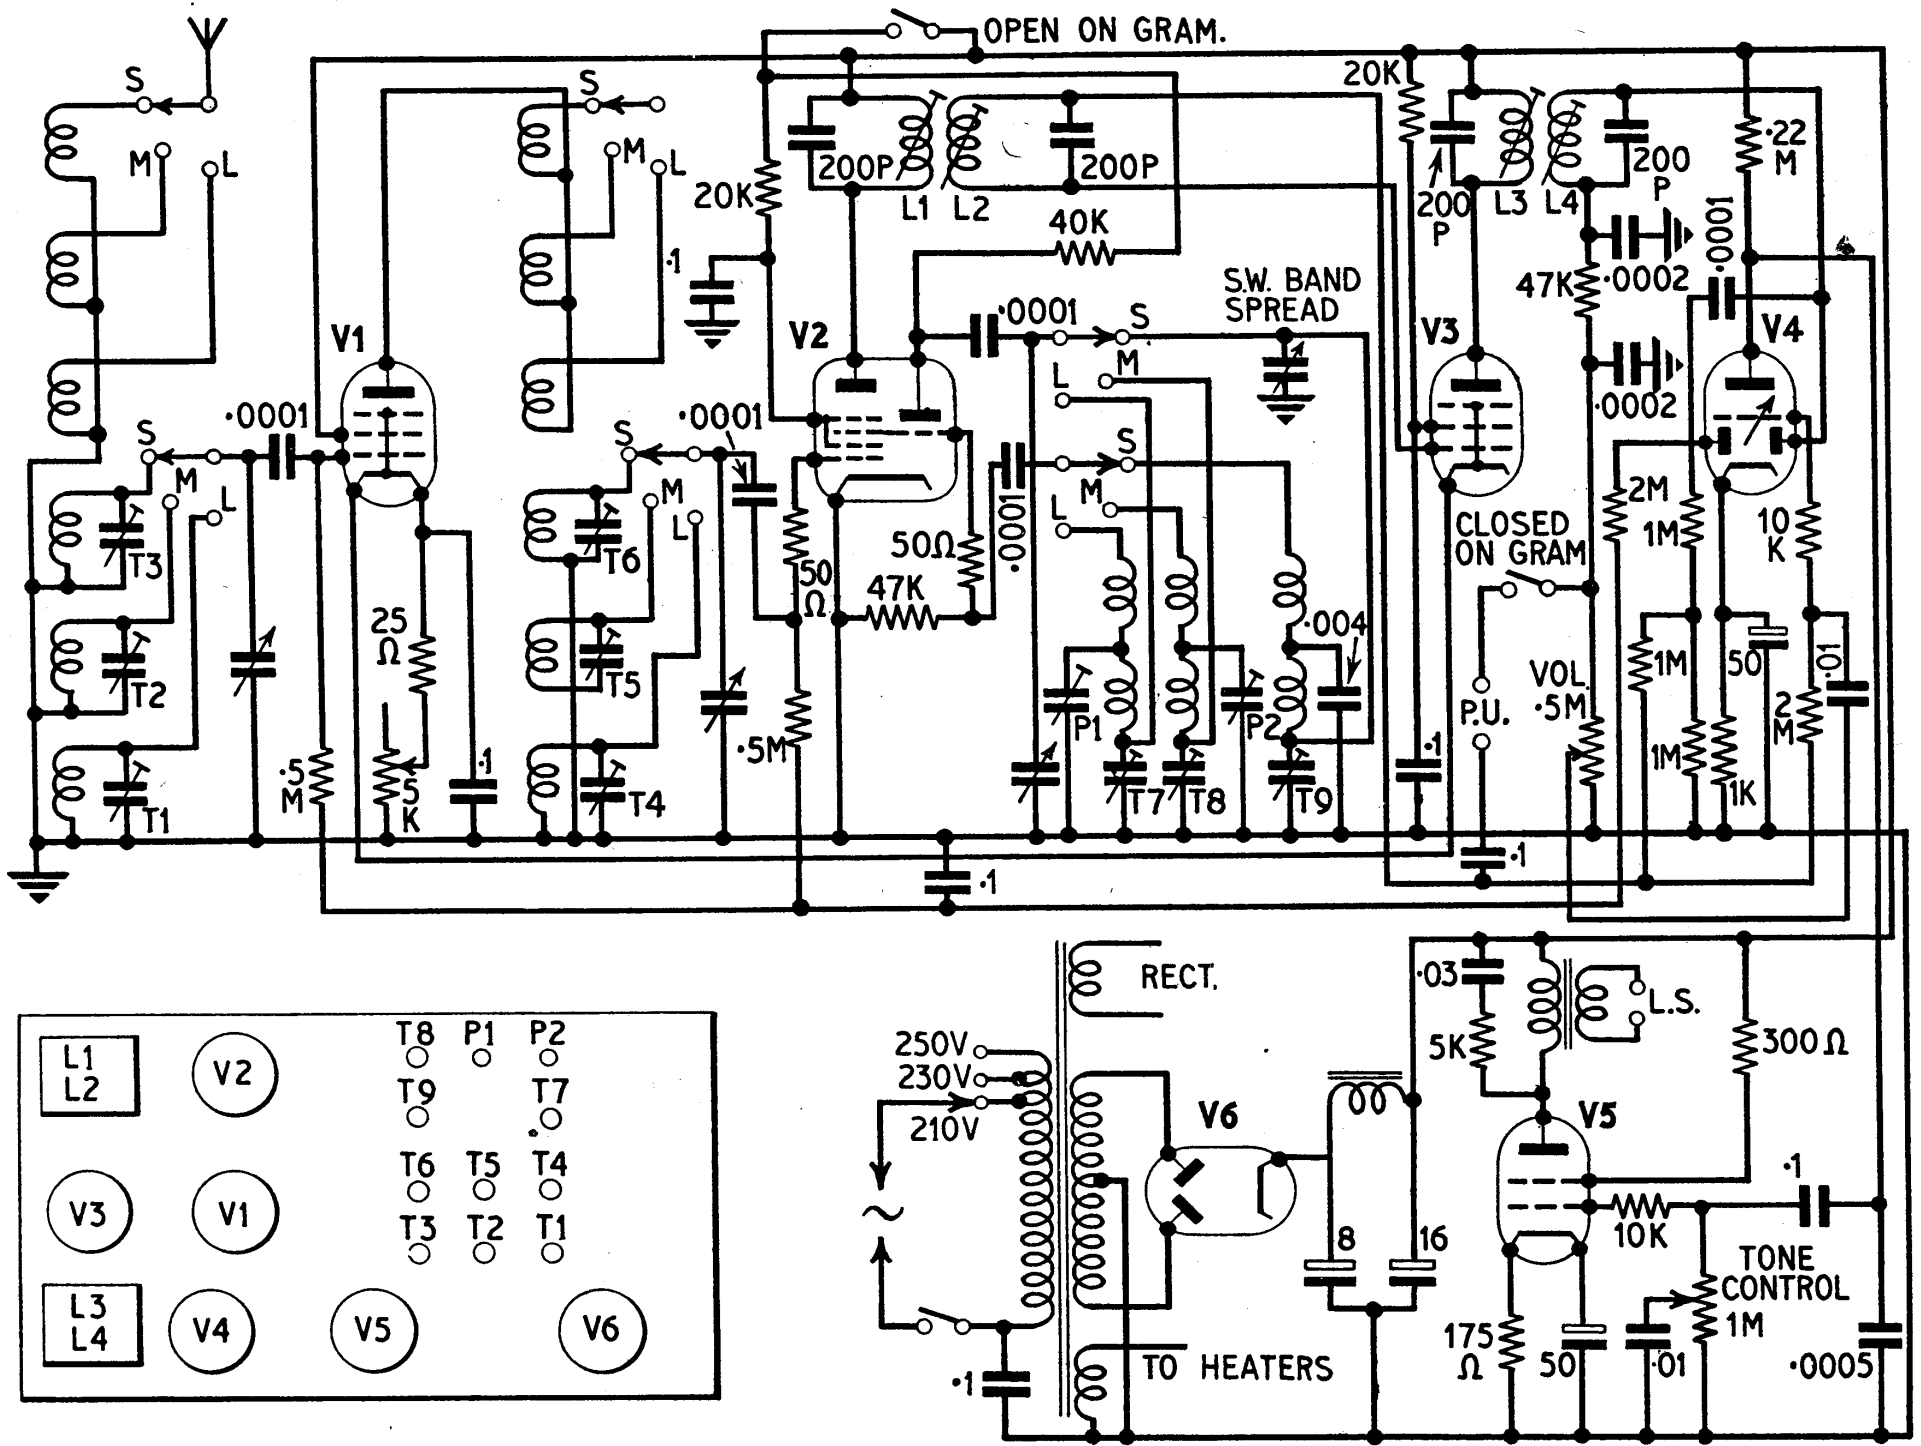 OPEN ON GRAM.
S
M
L
S
M
L
20K
200P
L1
L2
200P
20K
200
P
L3
L4
200
P
.22
M
40K
.1
.0001
.0002
47K
.0002
S.W. BAND
SPREAD
V1
V2
V3
V4
.0001
.0001
.0001
S
M
L
S
M
L
S
M
L
S
M
L
.0001
T3
T2
T1
T6
T5
T4
25
Ω
5
K
.5
M
.1
50
Ω
50Ω
47K
.5M
.004
P1
P2
T7
T8
T9
.1
CLOSED
ON GRAM
P.U.
VOL.
.5M
2M
1M
10
K
1M
50
.01
1M
1K
2
M
.1
.1
RECT.
250V
230V
210V
V6
.03
5K
L.S.
300Ω
V5
.1
8
16
10K
TONE
CONTROL
1M
175
Ω
50
.01
.0005
.1
TO HEATERS
L1
L2
V2
T8
P1
P2
T9
T7
V3
V1
T6
T5
T4
T3
T2
T1
L3
L4
V4
V5
V6